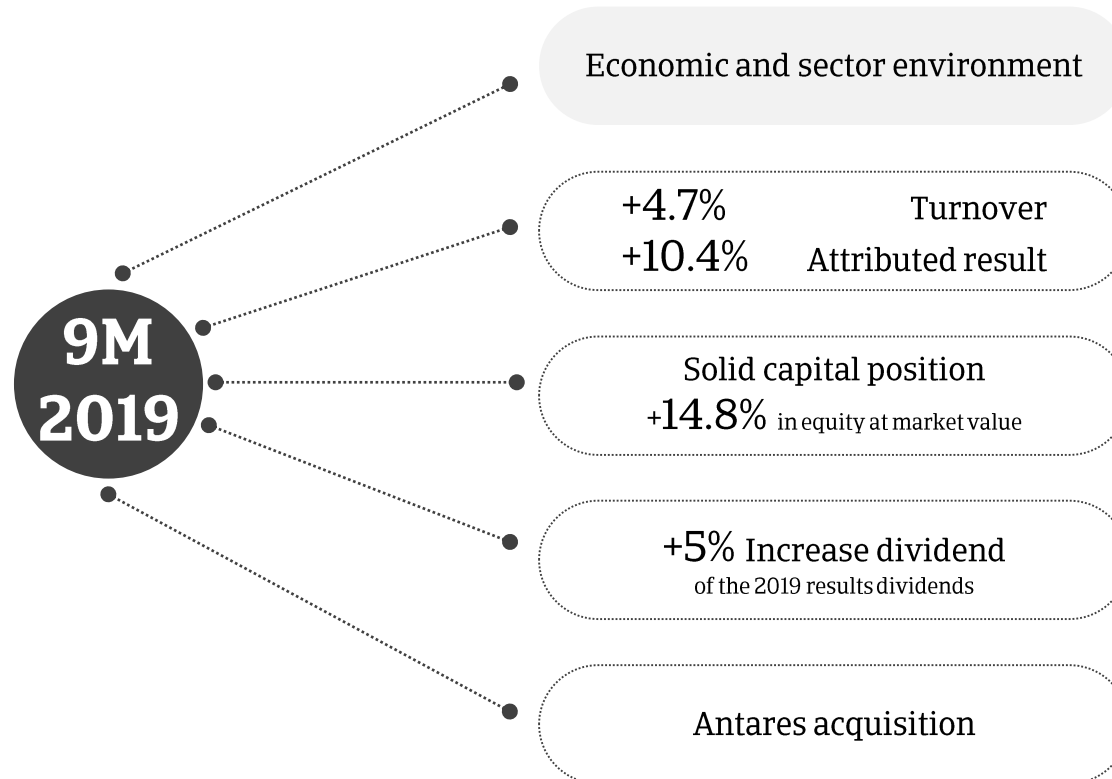 9M
2019
Economic and sector environment
+4.7% Turnover
+10.4% Attributed result
Solid capital position
+14.8% in equity at market value
+5% Increase dividend
of the 2019 results dividends
Antares acquisition